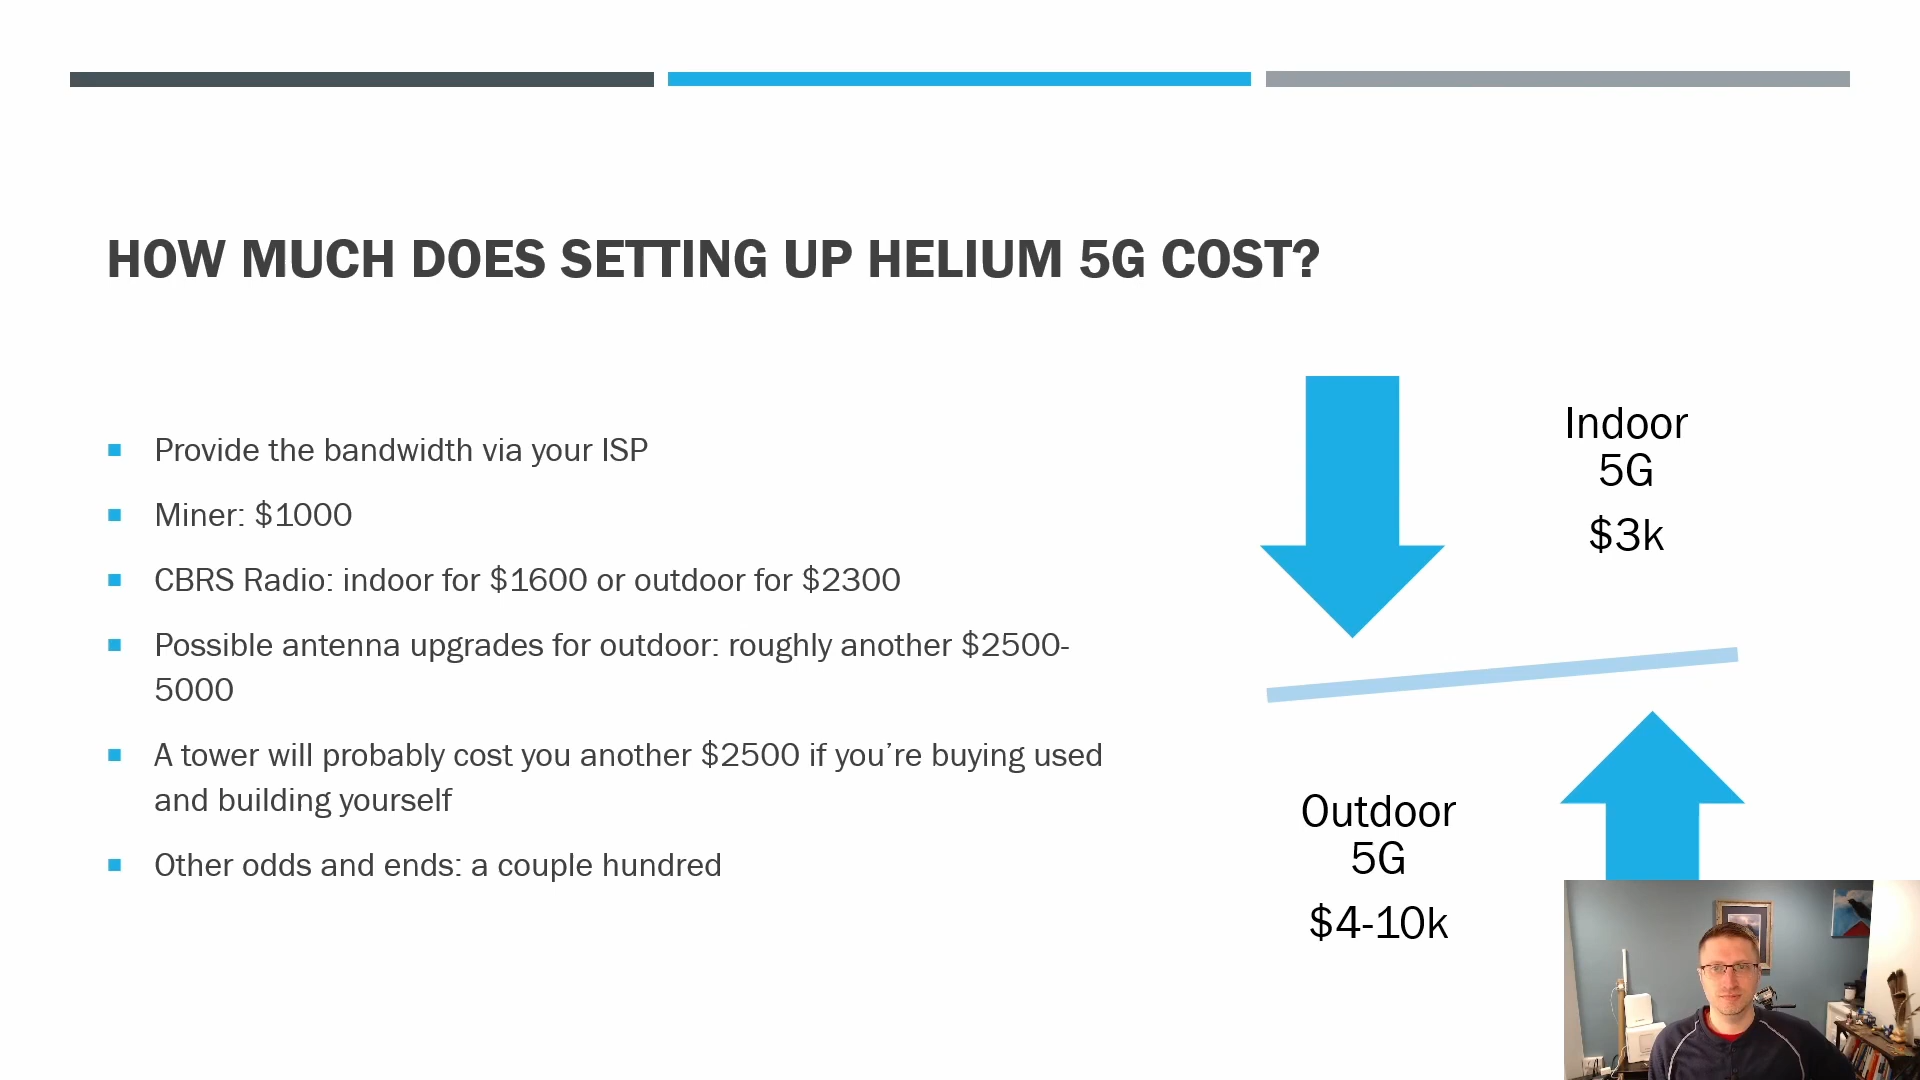 HOW MUCH DOES SETTING UP HELIUM 5G COST?
Provide the bandwidth via your ISP
Miner: $1000
CBRS Radio: indoor for $1600 or outdoor for $2300
Possible antenna upgrades for outdoor: roughly another $2500-
5000
A tower will probably cost you another $2500 if you’re buying used
and building yourself
Other odds and ends: a couple hundred
Indoor
5G
$3k
Outdoor
5G
$4-10k